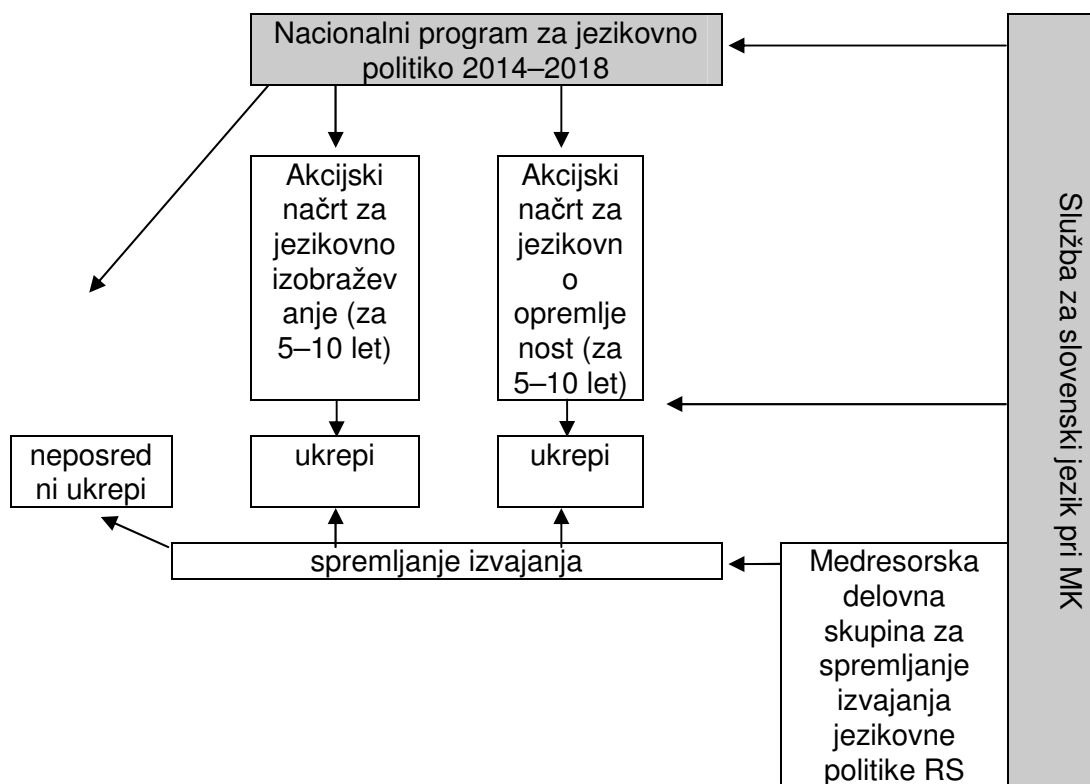 Nacionalni program za jezikovno
politiko 2014–2018
Akcijski
načrt za
jezikovno
izobražev
anje (za
5–10 let)
Akcijski
načrt za
jezikovn
o
opremlje
nost (za
5–10 let)
neposred
ni ukrepi
ukrepi
ukrepi
spremljanje izvajanja
Medresorska
delovna
skupina za
spremljanje
izvajanja
jezikovne
politike RS
Služba za slovenski jezik pri MK